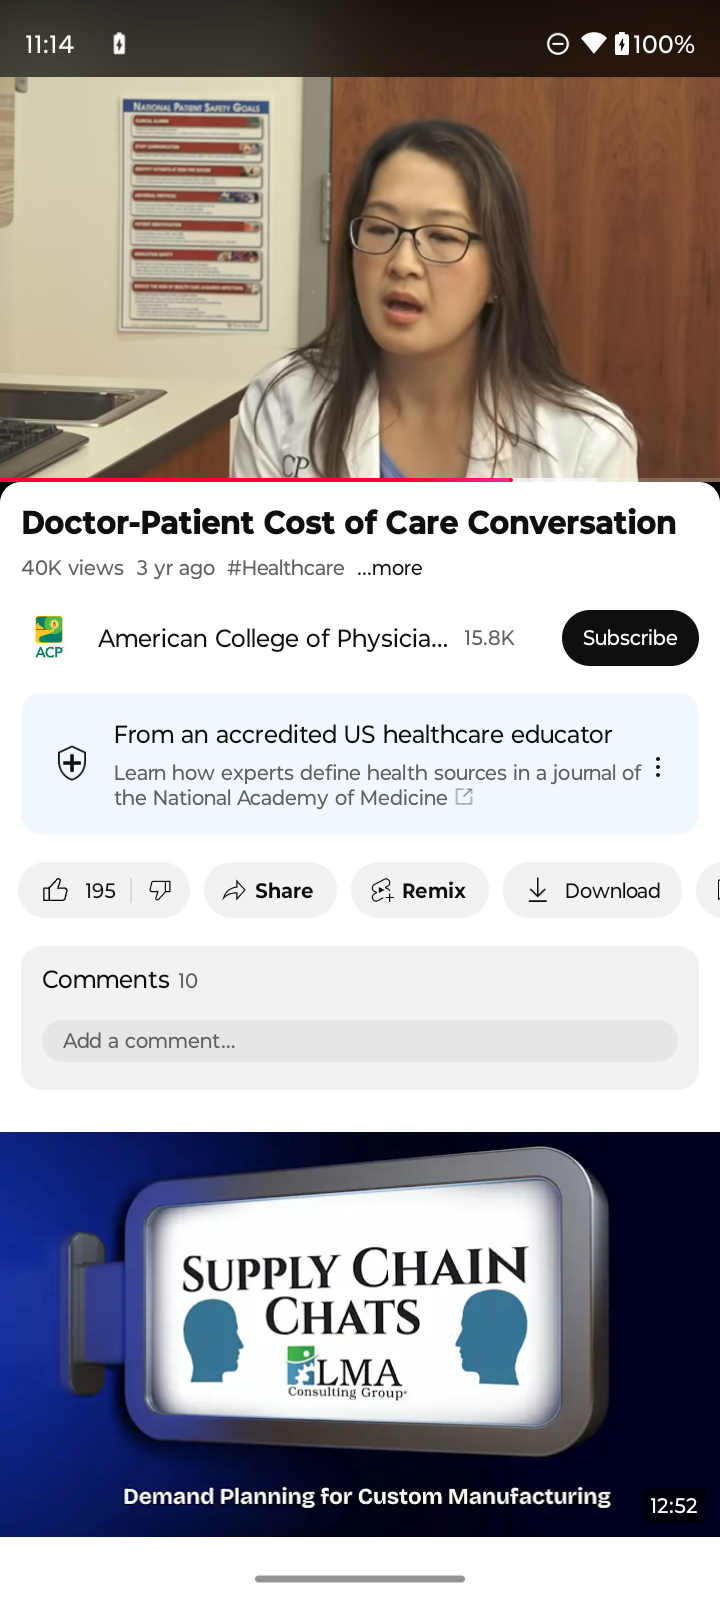 11:14
100%
NATIONAL PATIENT SAFETY GOALS
CP
Doctor-Patient Cost of Care Conversation
40K views 3 yr ago #Healthcare ...more
ACP
American College of Physicia... 15.8K
Subscribe
From an accredited US healthcare educator
Learn how experts define health sources in a journal of
the National Academy of Medicine
195
Share
Remix
Download
Comments 10
Add a comment...
SUPPLY CHAIN
CHATS
LMA
Consulting Group
Demand Planning for Custom Manufacturing
12:52